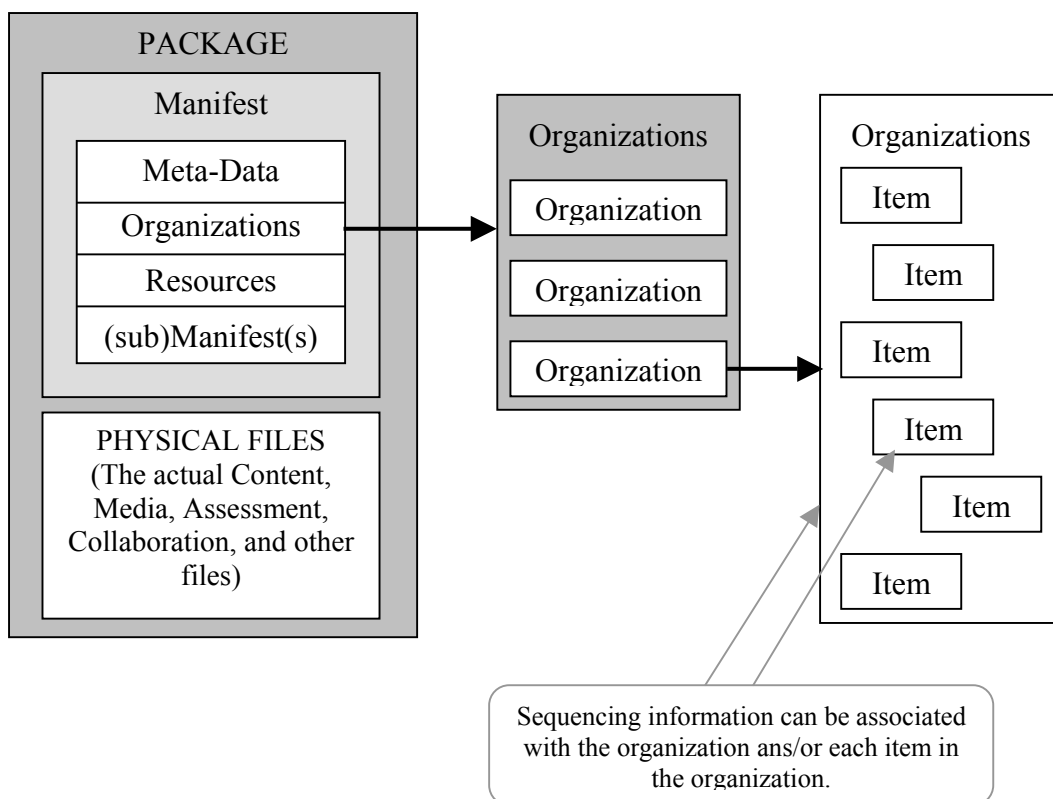 PACKAGE
Manifest
Meta-Data
Organizations
Resources
(sub)Manifest(s)
PHYSICAL FILES
(The actual Content,
Media, Assessment,
Collaboration, and other
files)
Organizations
Organization
Organization
Organization
Organizations
Item
Item
Item
Item
Item
Item
Sequencing information can be associated
with the organization ans/or each item in
the organization.